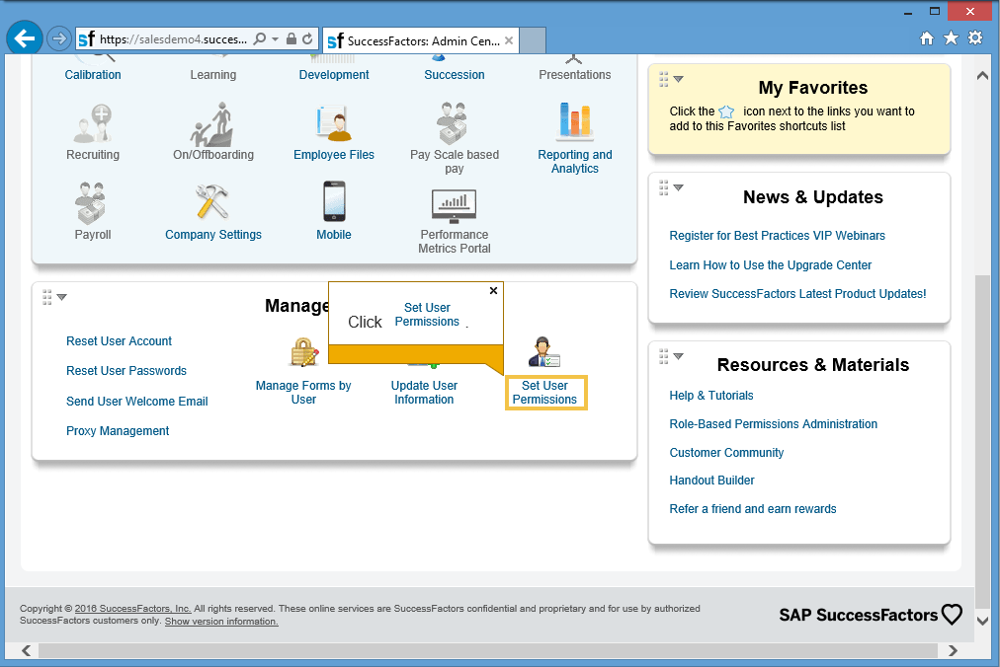 https://salesdemo4.succes...
SuccessFactors: Admin Cen...
Calibration
Learning
Development
Succession
Presentations
Recruiting
On/Offboarding
Employee Files
Pay Scale based
pay
Reporting and
Analytics
Payroll
Company Settings
Mobile
Performance
Metrics Portal
Manage
Click Set User
Permissions .
Reset User Account
Reset User Passwords
Send User Welcome Email
Proxy Management
Manage Forms by
User
Update User
Information
Set User
Permissions
My Favorites
Click the icon next to the links you want to
add to this Favorites shortcuts list
News & Updates
Register for Best Practices VIP Webinars
Learn How to Use the Upgrade Center
Review SuccessFactors Latest Product Updates!
Resources & Materials
Help & Tutorials
Role-Based Permissions Administration
Customer Community
Handout Builder
Refer a friend and earn rewards
Copyright © 2016 SuccessFactors, Inc. All rights reserved. These online services are SuccessFactors confidential and proprietary and for use by authorized
SuccessFactors customers only. Show version information.
SAP SuccessFactors